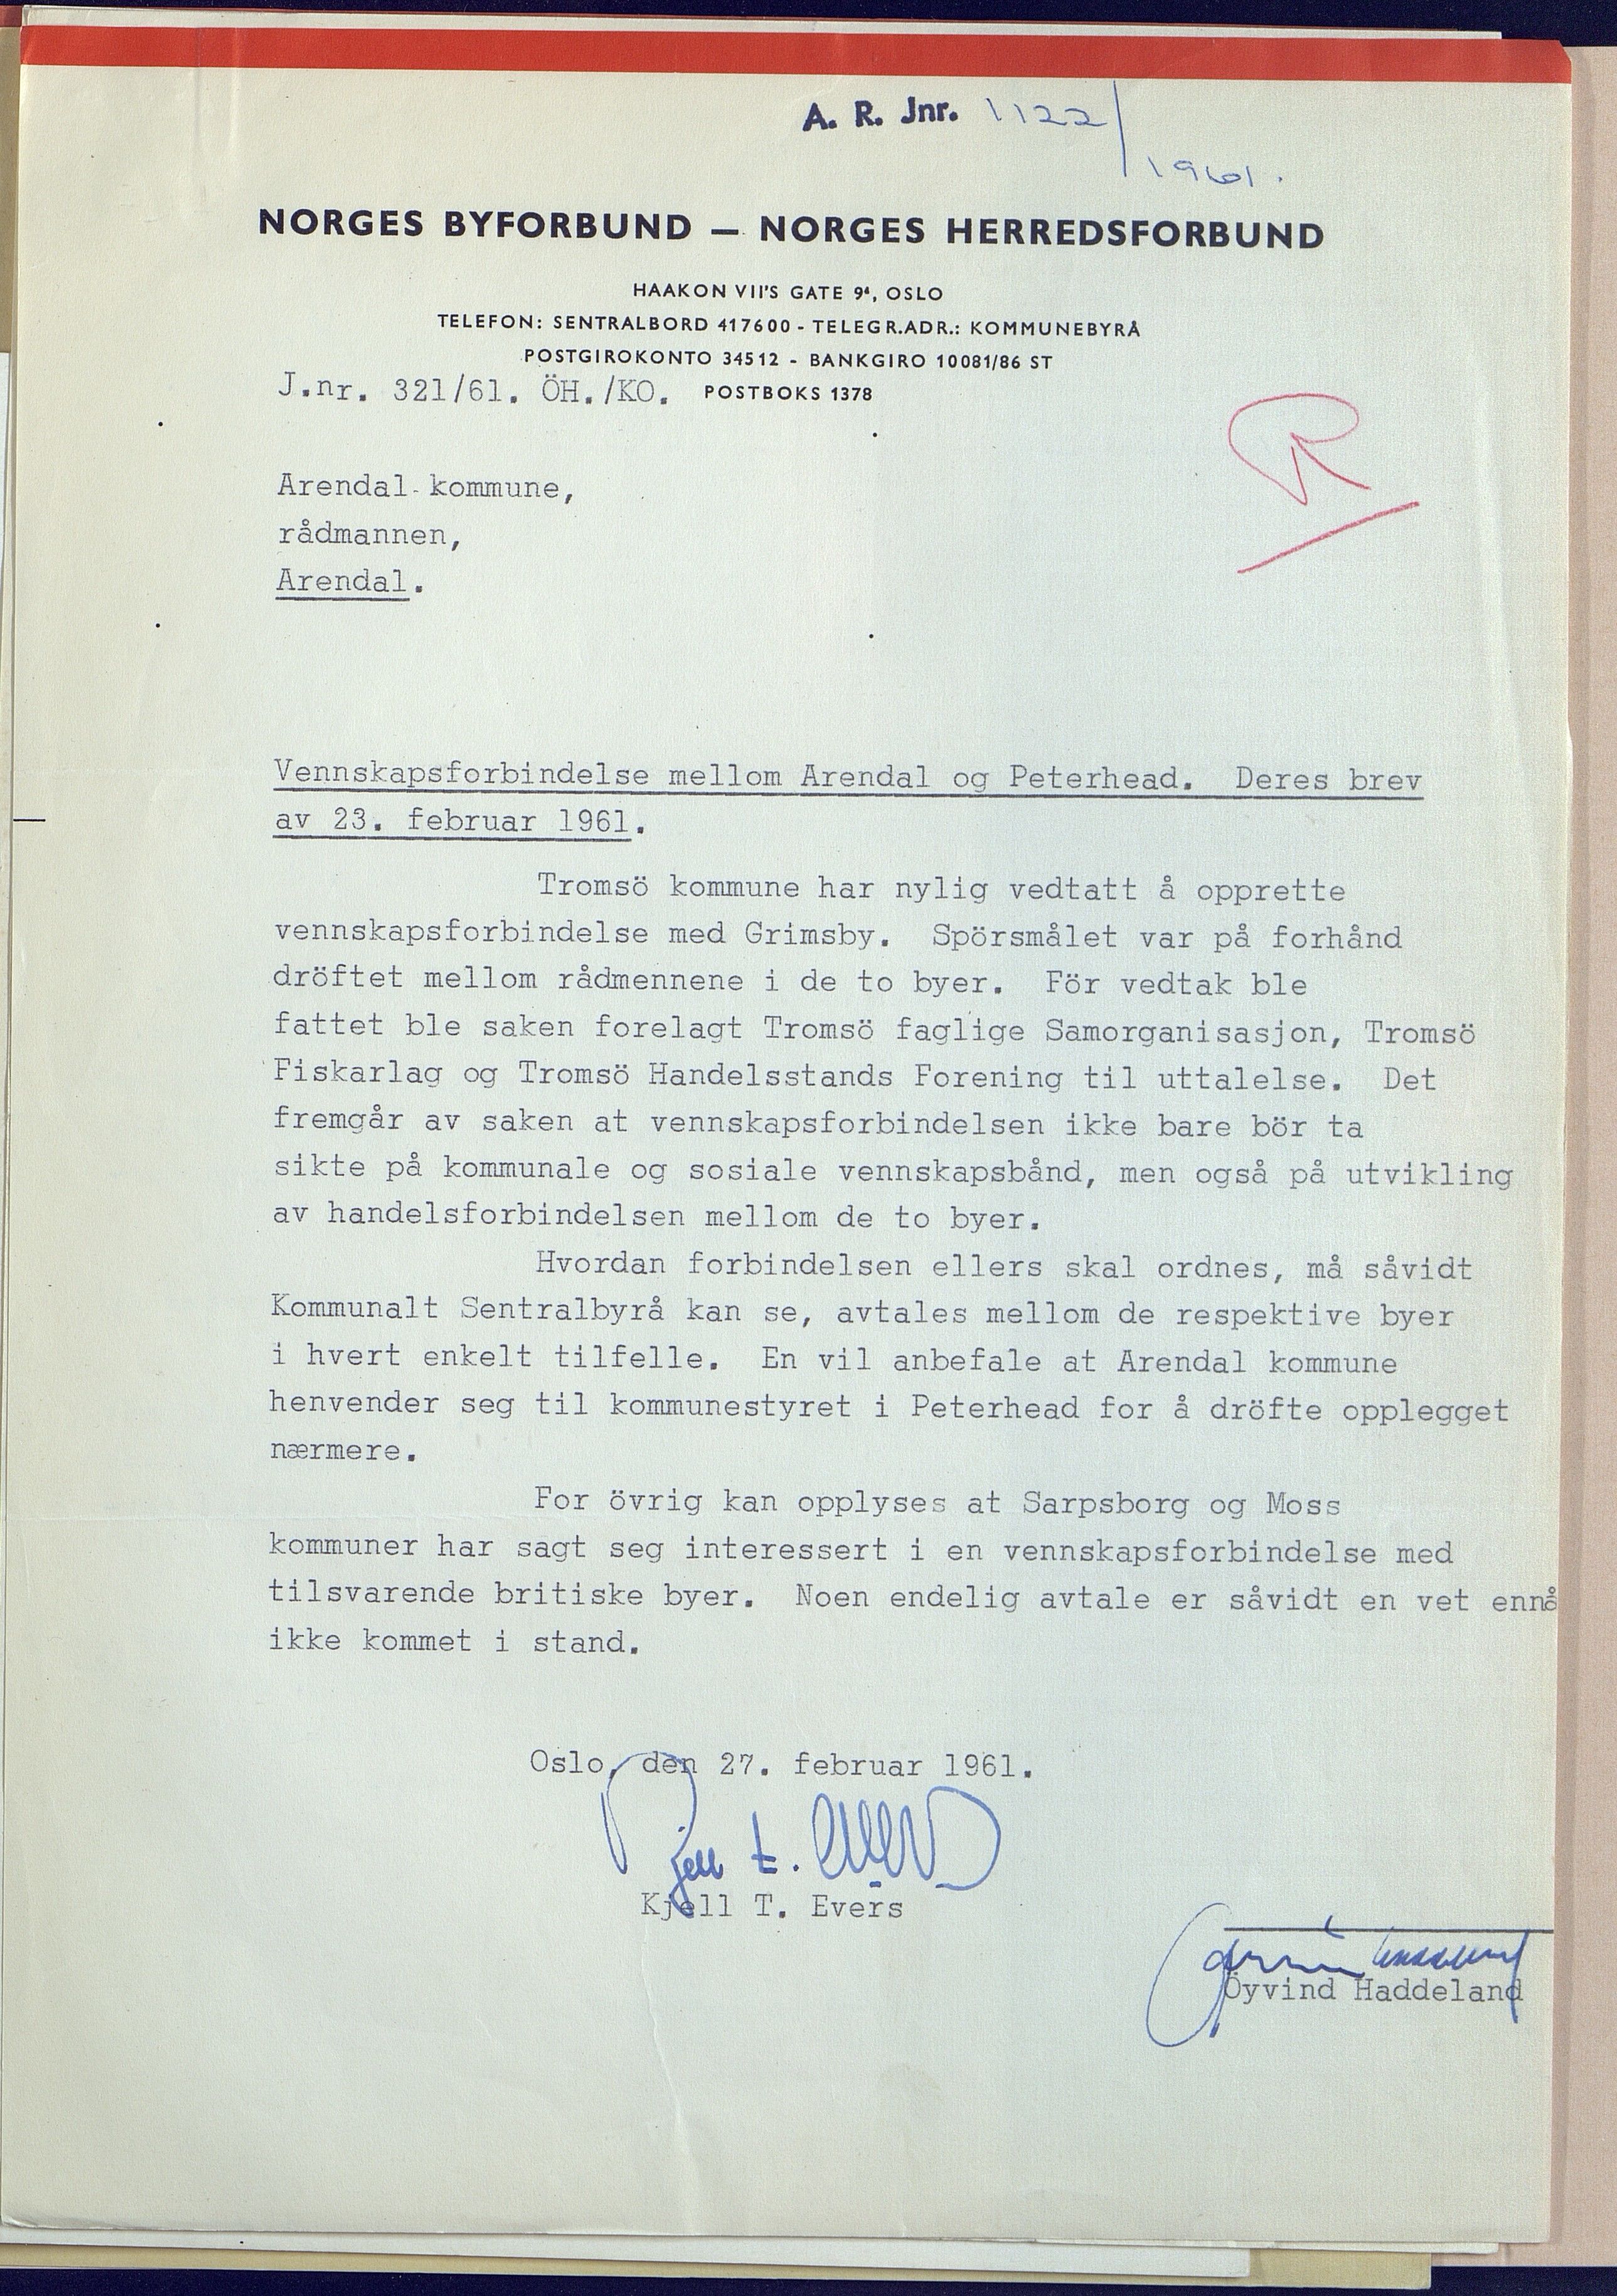 A. R. Jnr. 1122/
1961.
NORGES BYFORBUND — NORGES HERREDSFORBUND
HAAKON VII'S GATE 9⁴, OSLO
TELEFON: SENTRALBORD 417600 - TELEGR.ADR.: KOMMUNEBYRÅ
POSTGIROKONTO 34512 - BANKGIRO 10081/86 ST
J.nr. 321/61. ÖH./KO. POSTBOKS 1378
R
Arendal kommune,
rådmannen,
Arendal.
Vennskapsforbindelse mellom Arendal og Peterhead. Deres brev
av 23. februar 1961.
Tromsö kommune har nylig vedtatt å opprette
vennskapsforbindelse med Grimsby. Spörsmålet var på forhånd
dröftet mellom rådmennene i de to byer. För vedtak ble
fattet ble saken forelagt Tromsö faglige Samorganisasjon, Tromsö
Fiskarlag og Tromsö Handelsstands Forening til uttalelse. Det
fremgår av saken at vennskapsforbindelsen ikke bare bör ta
sikte på kommunale og sosiale vennskapsbånd, men også på utvikling
av handelsforbindelsen mellom de to byer.
Hvordan forbindelsen ellers skal ordnes, må såvidt
Kommunalt Sentralbyrå kan se, avtales mellom de respektive byer
i hvert enkelt tilfelle. En vil anbefale at Arendal kommune
henvender seg til kommunestyret i Peterhead for å dröfte opplegget
nærmere.
For övrig kan opplyses at Sarpsborg og Moss
kommuner har sagt seg interessert i en vennskapsforbindelse med
tilsvarende britiske byer. Noen endelig avtale er såvidt en vet ennå
ikke kommet i stand.
Oslo, den 27. februar 1961.
Kjell T. Evers
Kjell T. Evers
Öyvind Haddeland
Öyvind Haddeland